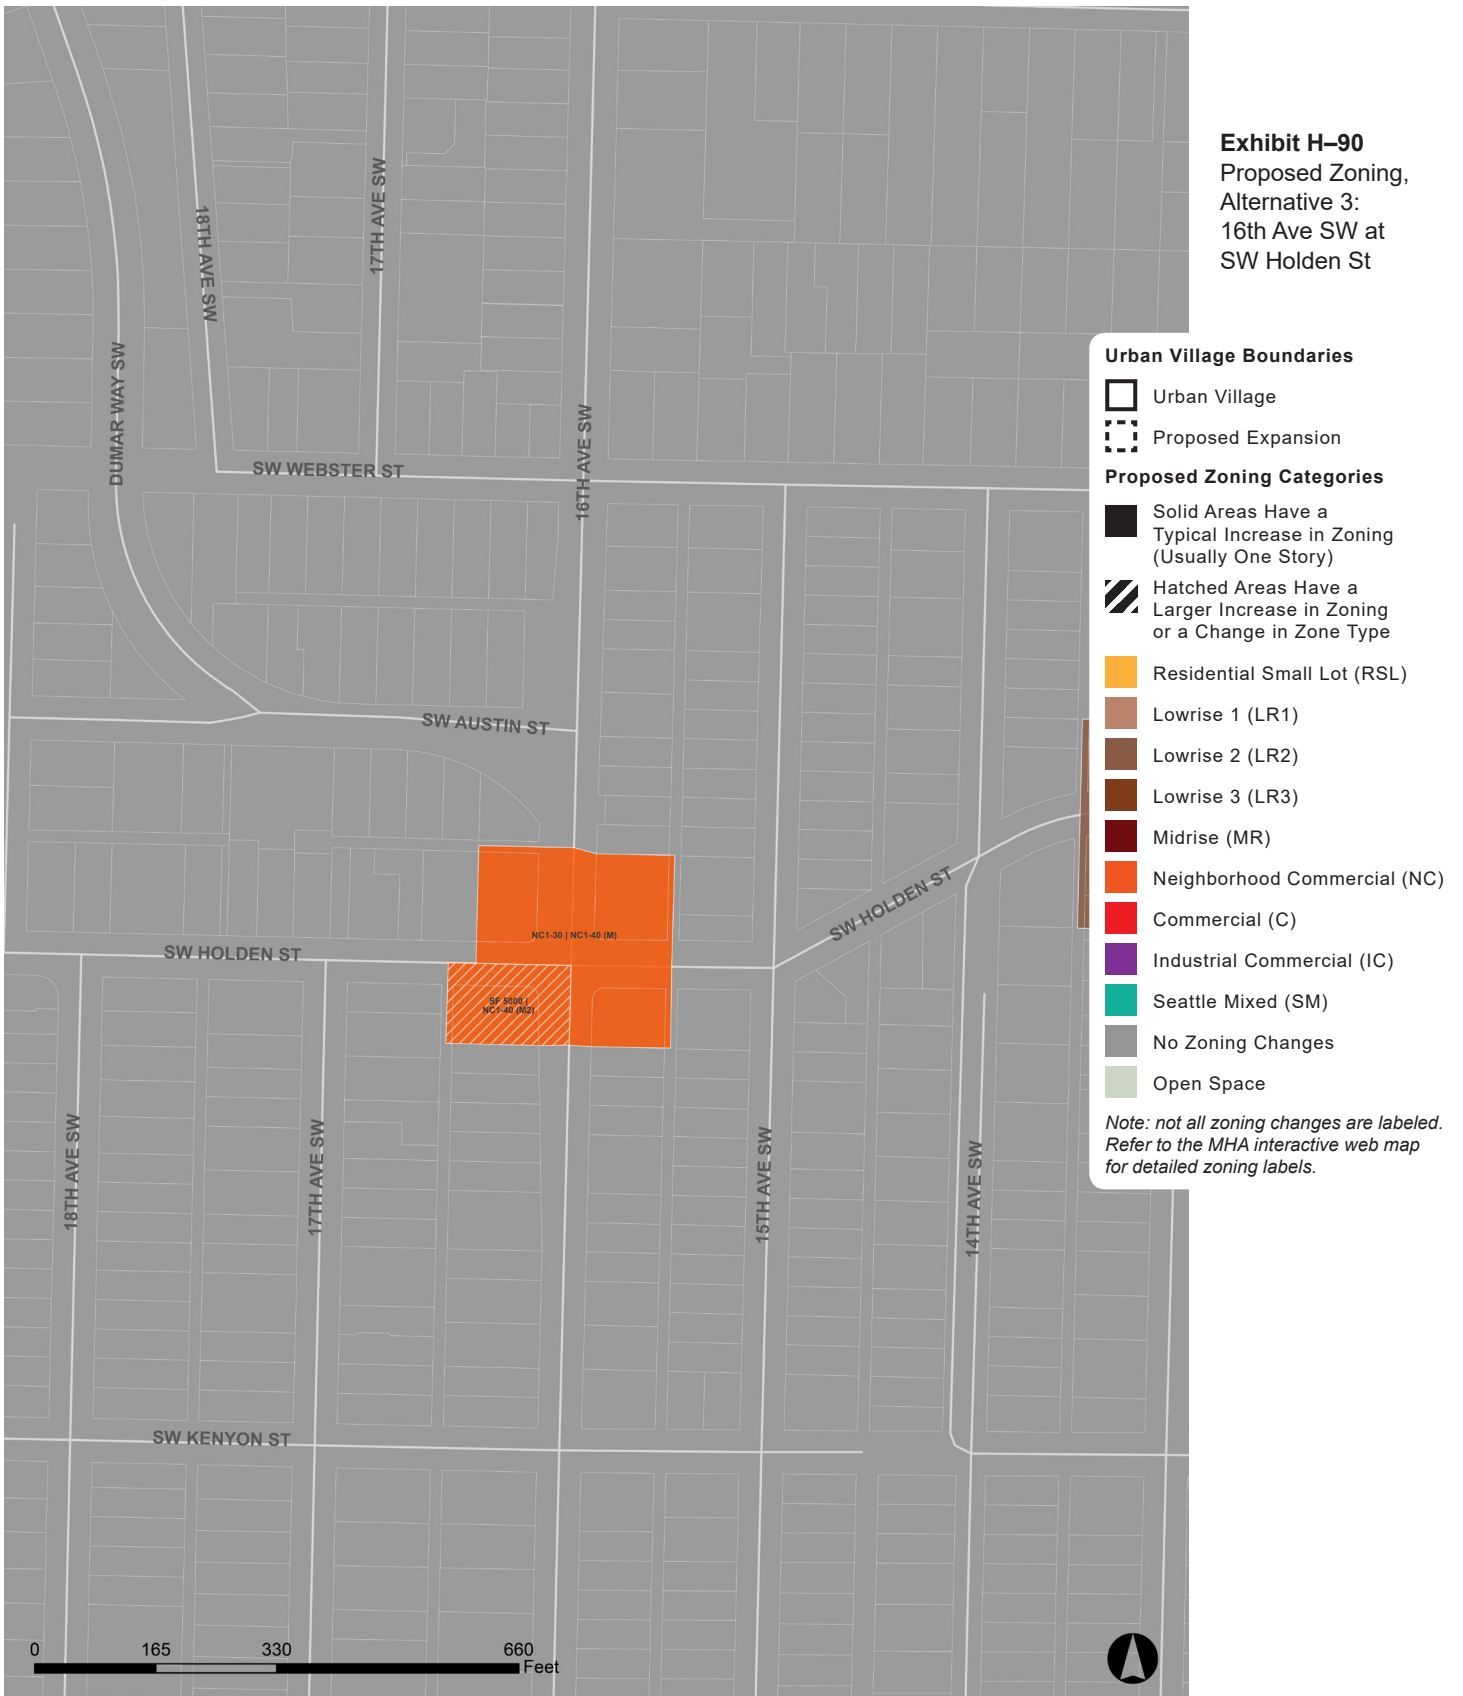 Exhibit H–90
Proposed Zoning,
Alternative 3:
16th Ave SW at
SW Holden St
Urban Village Boundaries
Urban Village
Proposed Expansion
Proposed Zoning Categories
Solid Areas Have a
Typical Increase in Zoning
(Usually One Story)
Hatched Areas Have a
Larger Increase in Zoning
or a Change in Zone Type
Residential Small Lot (RSL)
Lowrise 1 (LR1)
Lowrise 2 (LR2)
Lowrise 3 (LR3)
Midrise (MR)
Neighborhood Commercial (NC)
Commercial (C)
Industrial Commercial (IC)
Seattle Mixed (SM)
No Zoning Changes
Open Space
Note: not all zoning changes are labeled.
Refer to the MHA interactive web map
for detailed zoning labels.
18TH AVE SW
17TH AVE SW
DUMAR WAY SW
16TH AVE SW
SW WEBSTER ST
SW AUSTIN ST
SW HOLDEN ST
NC1-30 | NC1-40 (M)
SW HOLDEN ST
SF 5000 |
NC1-40 (M2)
18TH AVE SW
17TH AVE SW
15TH AVE SW
14TH AVE SW
SW KENYON ST
0 165 330 660
Feet